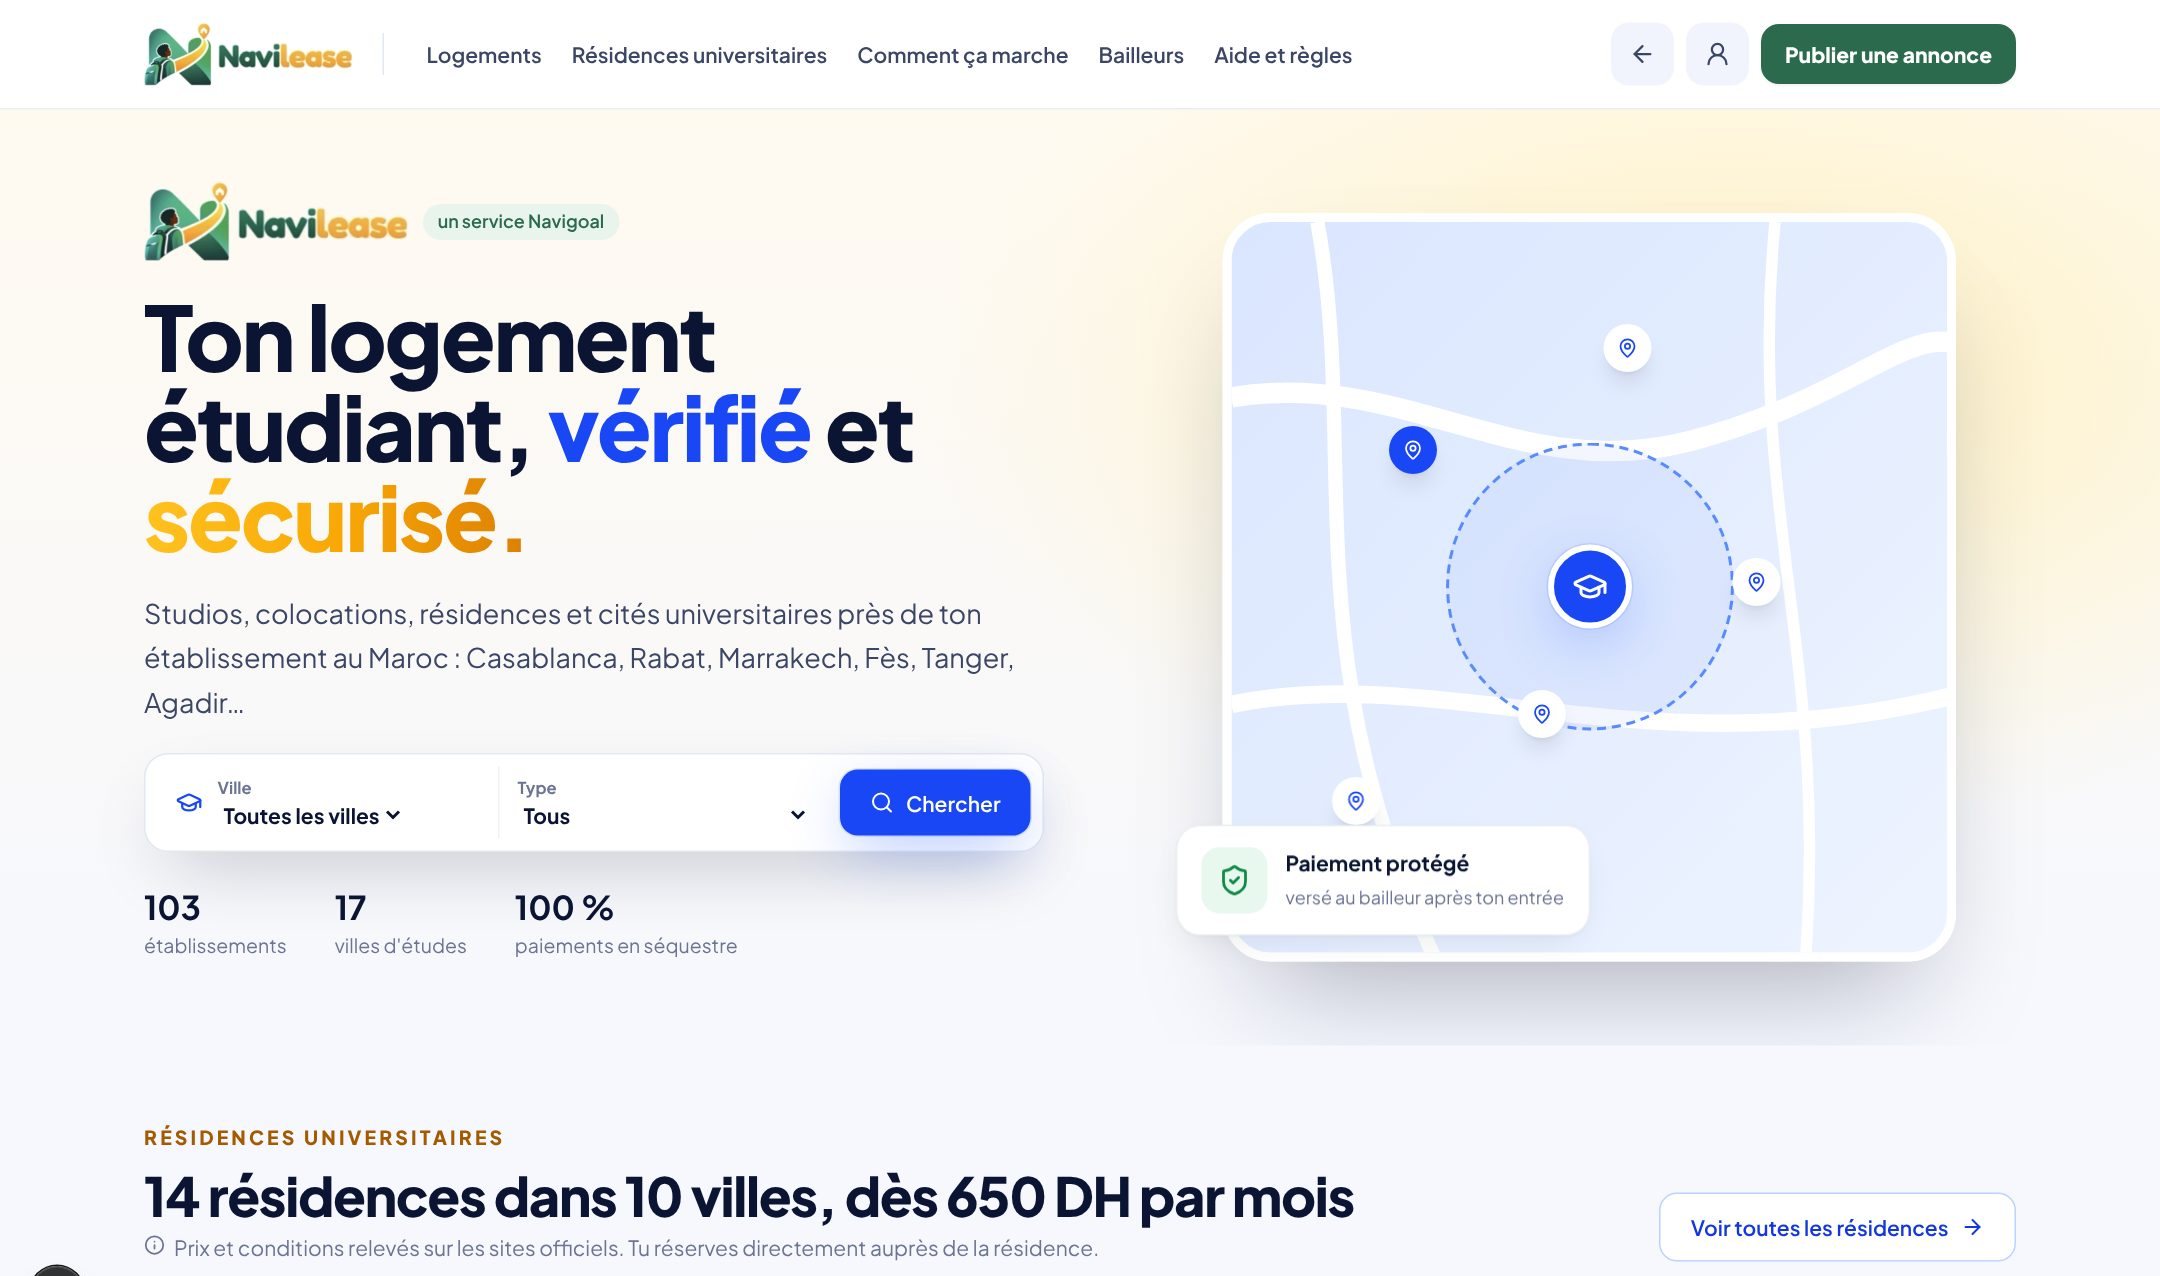 Navilease
Logements
Résidences universitaires
Comment ça marche
Bailleurs
Aide et règles
Publier une annonce
Navilease
un service Navigoal
Ton logement
étudiant, vérifié et
sécurisé.
Studios, colocations, résidences et cités universitaires près de ton
établissement au Maroc : Casablanca, Rabat, Marrakech, Fès, Tanger,
Agadir…
Ville
Toutes les villes
Type
Tous
Chercher
103
établissements
17
villes d'études
100 %
paiements en séquestre
Paiement protégé
versé au bailleur après ton entrée
RÉSIDENCES UNIVERSITAIRES
14 résidences dans 10 villes, dès 650 DH par mois
Prix et conditions relevés sur les sites officiels. Tu réserves directement auprès de la résidence.
Voir toutes les résidences